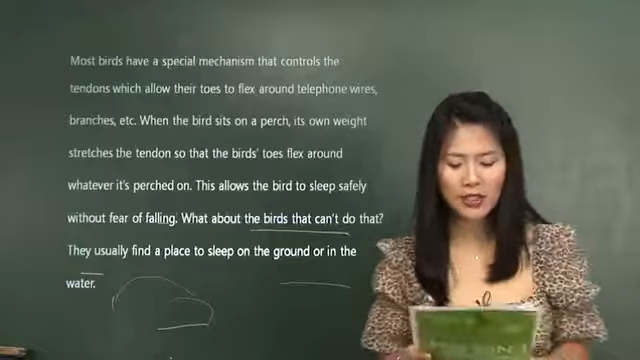 Most birds have a special mechanism that controls the
tendons which allow their toes to flex around telephone wires,
branches, etc. When the bird sits on a perch, its own weight
stretches the tendon so that the birds' toes flex around
whatever it's perched on. This allows the bird to sleep safely
without fear of falling. What about the birds that can't do that?
They usually find a place to sleep on the ground or in the
water.